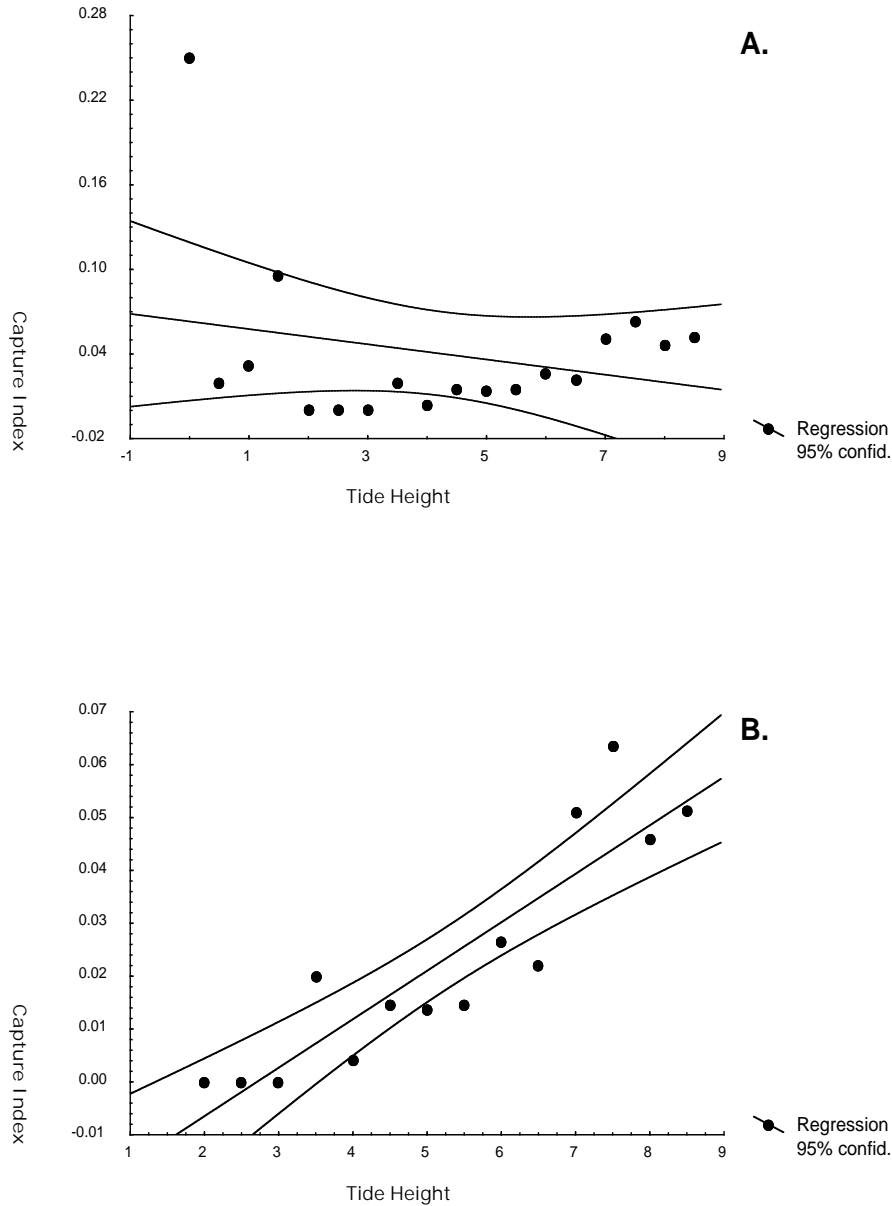 A.
0.28
0.22
0.16
0.10
0.04
-0.02
Capture Index
-1 1 3 5 7 9
Tide Height
Regression
95% confid.
B.
0.07
0.06
0.05
0.04
0.03
0.02
0.01
0.00
-0.01
Capture Index
1 2 3 4 5 6 7 8 9
Tide Height
Regression
95% confid.